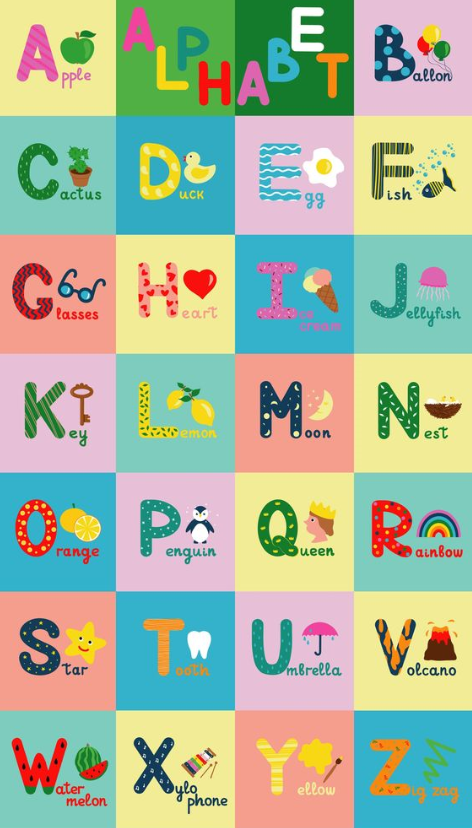 Apple
ALPHABET
Ballon
Cactus
Duck
Egg
Fish
Glasses
Heart
Ice
cream
Jellyfish
Key
Lemon
Moon
Nest
Orange
Penguin
Queen
Rainbow
Star
Tooth
Umbrella
Volcano
Water
melon
Xylo
phone
Yellow
Zig zag